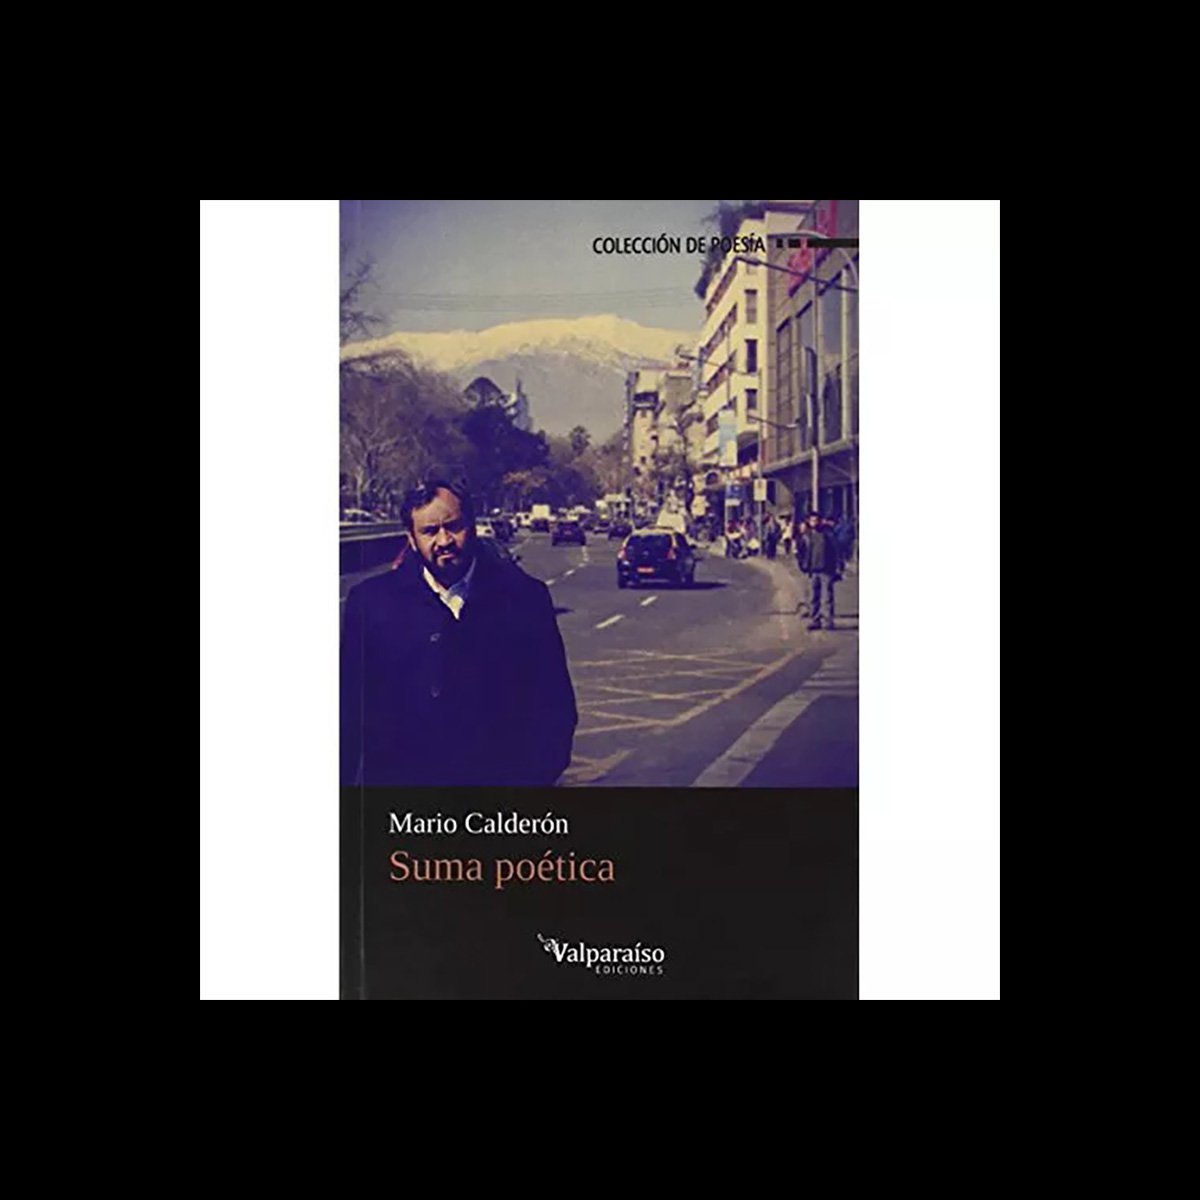 COLECCIÓN DE POESÍA
Mario Calderón
Suma poética
Valparaíso
EDICIONES